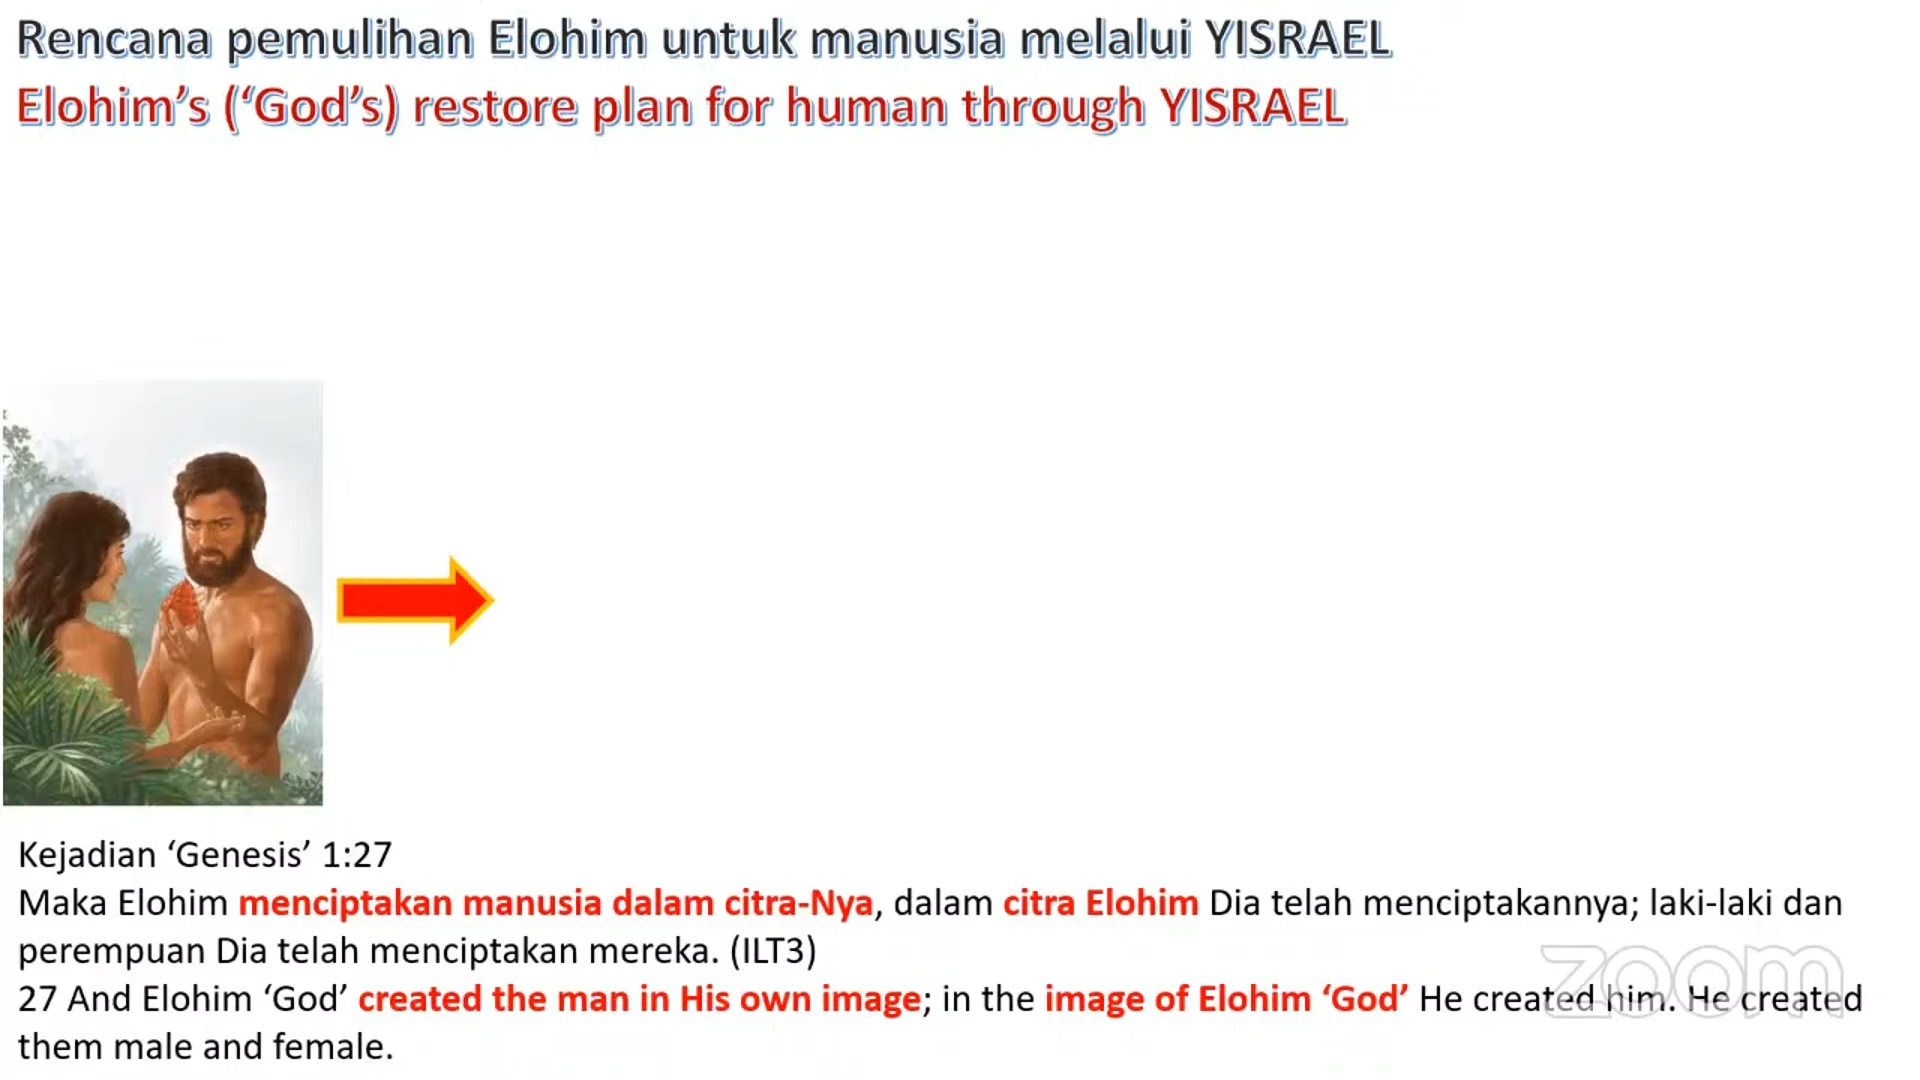 Rencana pemulihan Elohim untuk manusia melalui YISRAEL
Elohim’s (‘God’s) restore plan for human through YISRAEL
Kejadian ‘Genesis’ 1:27
Maka Elohim menciptakan manusia dalam citra-Nya, dalam citra Elohim Dia telah menciptakannya; laki-laki dan
perempuan Dia telah menciptakan mereka. (ILT3)
27 And Elohim ‘God’ created the man in His own image; in the image of Elohim ‘God’ He created him. He created
them male and female.
zoom